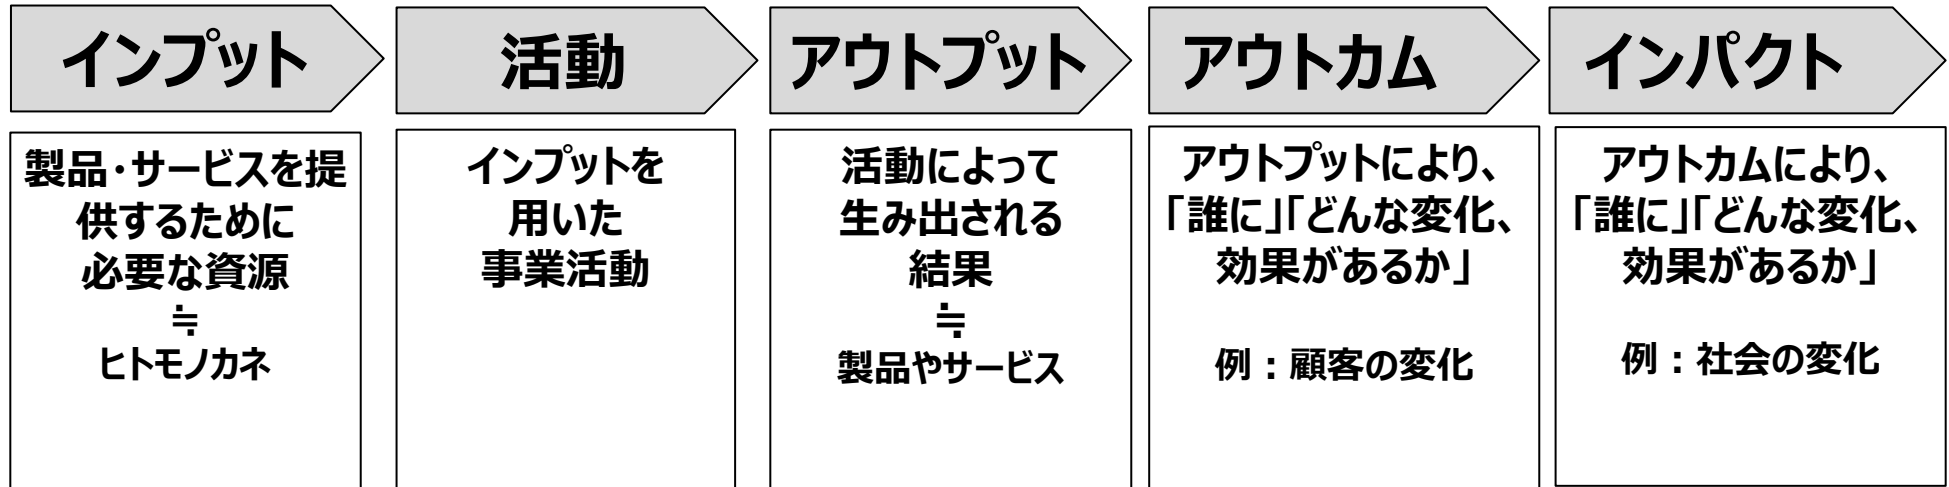 インプット
活動
アウトプット
アウトカム
インパクト
製品・サービスを提
供するために
必要な資源
≒
ヒトモノカネ
インプットを
用いた
事業活動
活動によって
生み出される
結果
≒
製品やサービス
アウトプットにより、
「誰に」「どんな変化、
効果があるか」
例：顧客の変化
アウトカムにより、
「誰に」「どんな変化、
効果があるか」
例：社会の変化